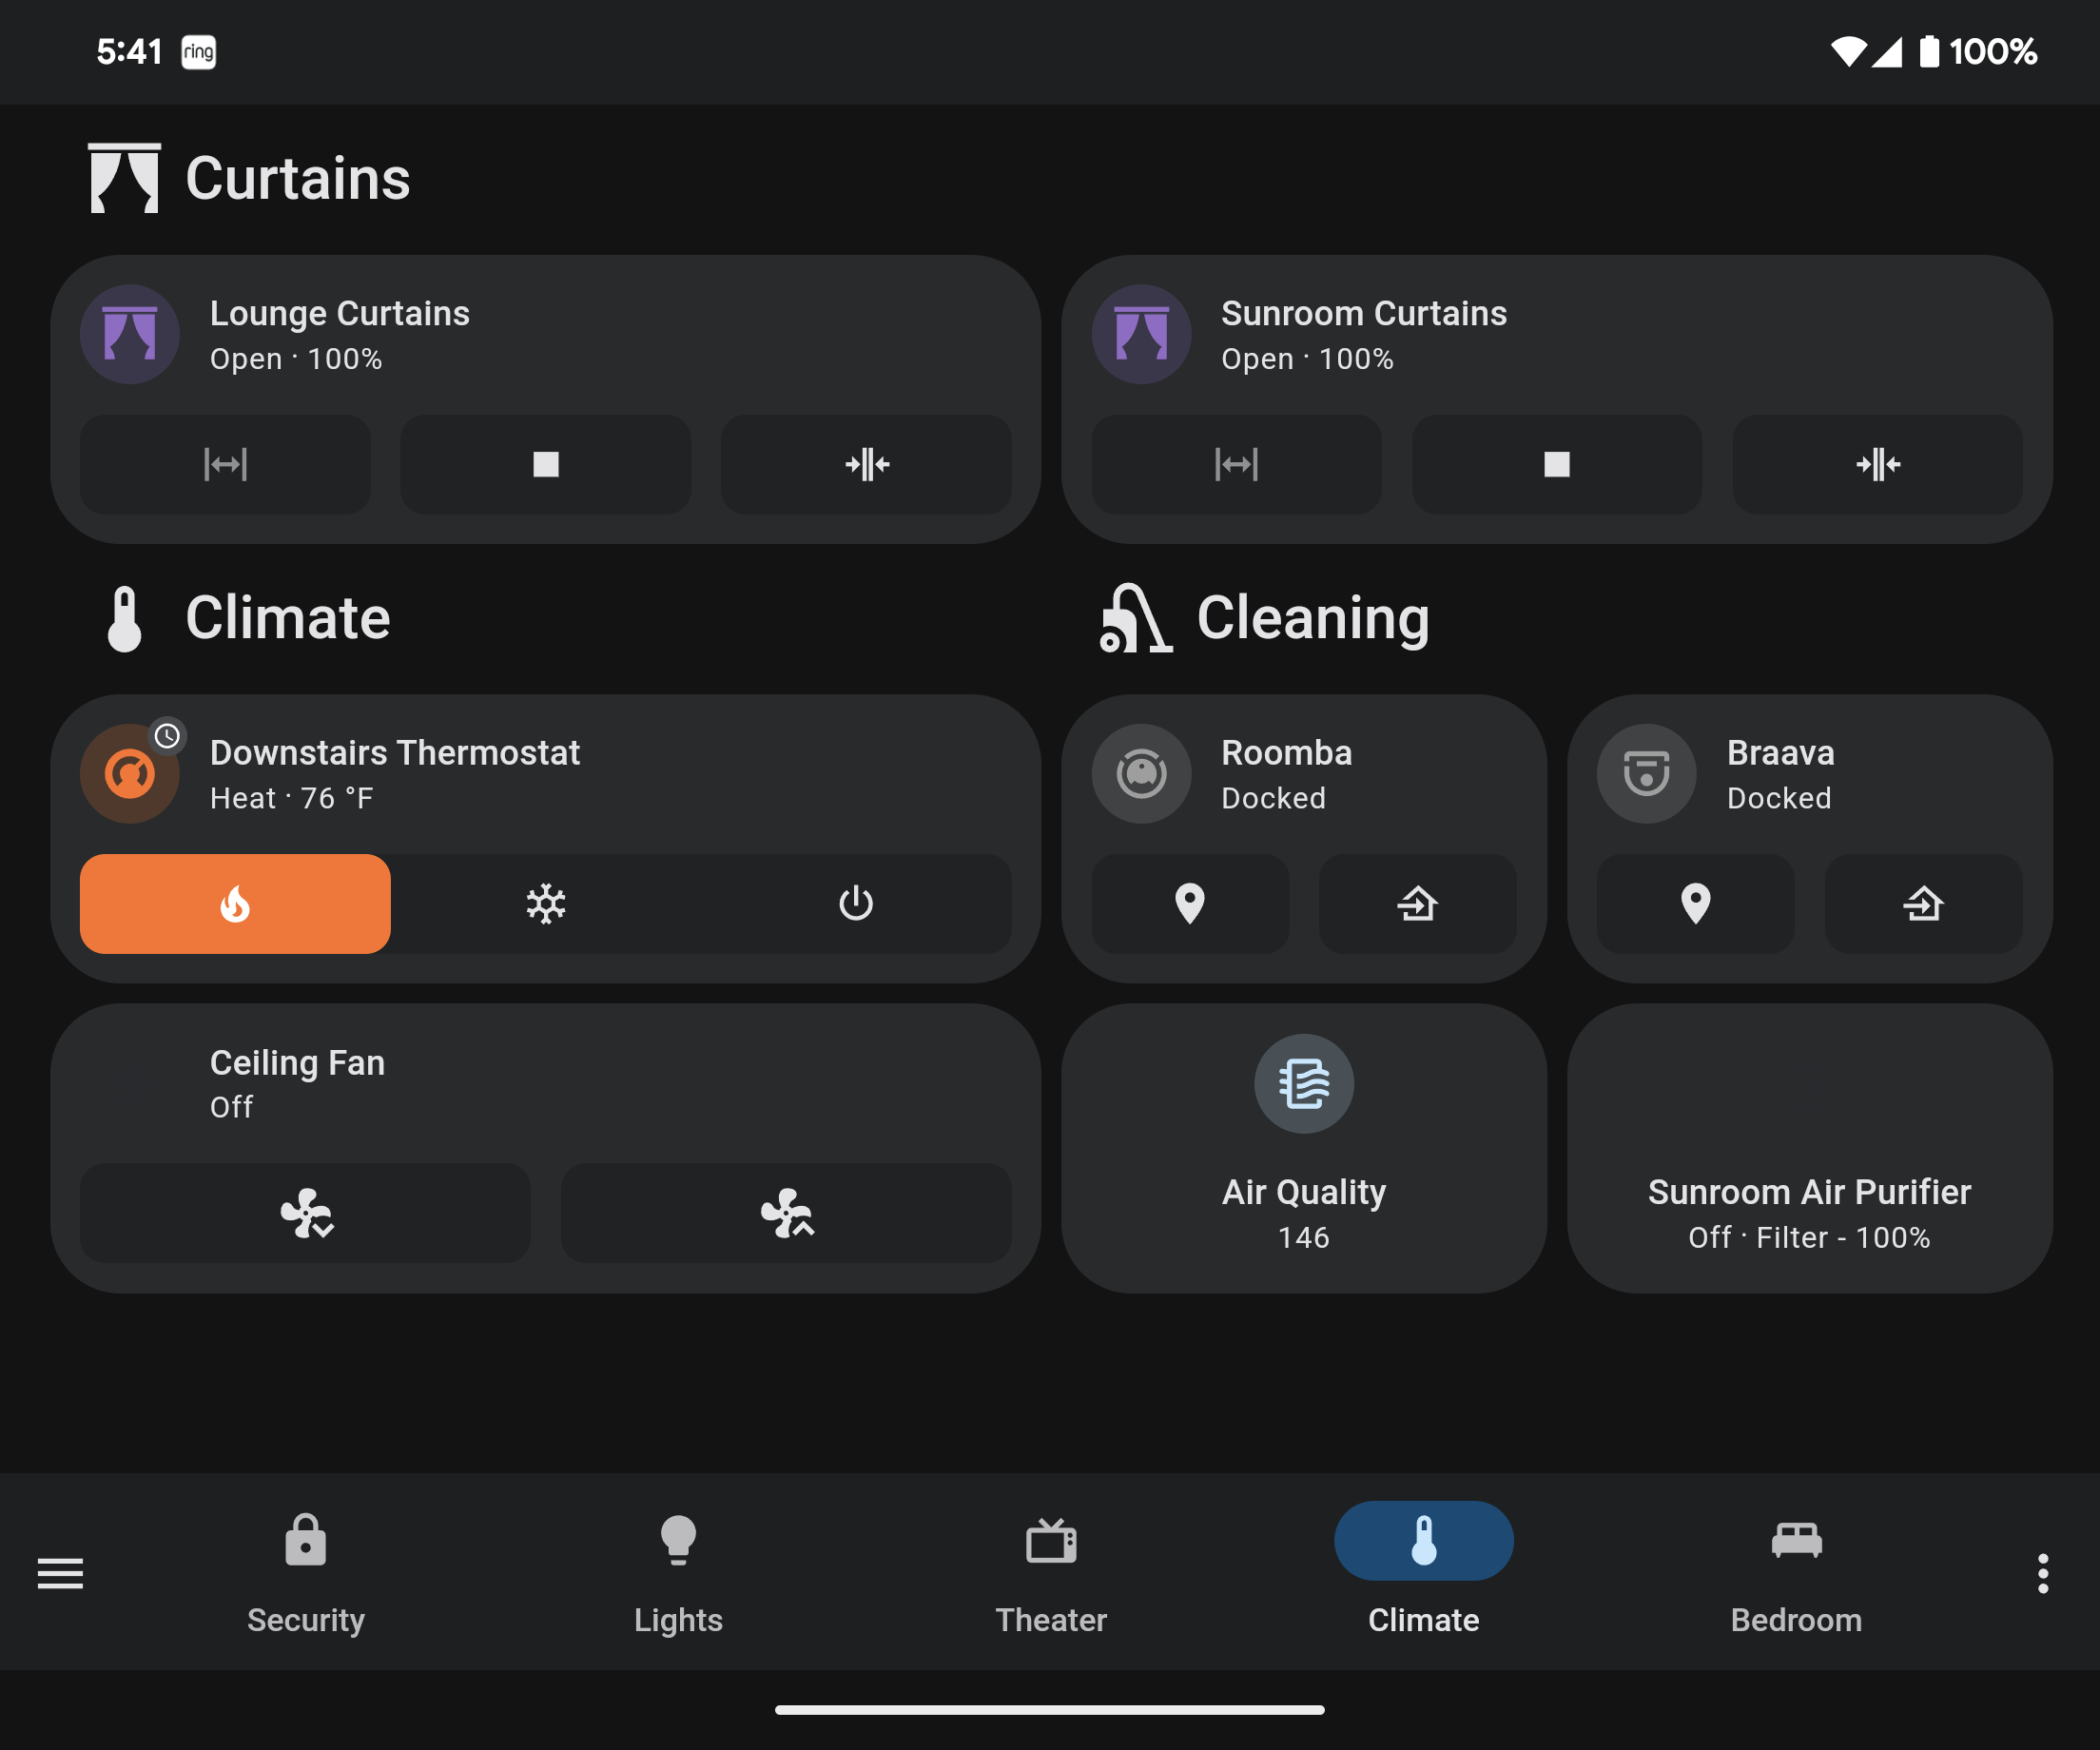 5:41 ring 100%
Curtains
Lounge Curtains
Open · 100%
Sunroom Curtains
Open · 100%
Climate
Cleaning
Downstairs Thermostat
Heat · 76 °F
Roomba
Docked
Braava
Docked
Ceiling Fan
Off
Air Quality
146
Sunroom Air Purifier
Off · Filter - 100%
Security
Lights
Theater
Climate
Bedroom